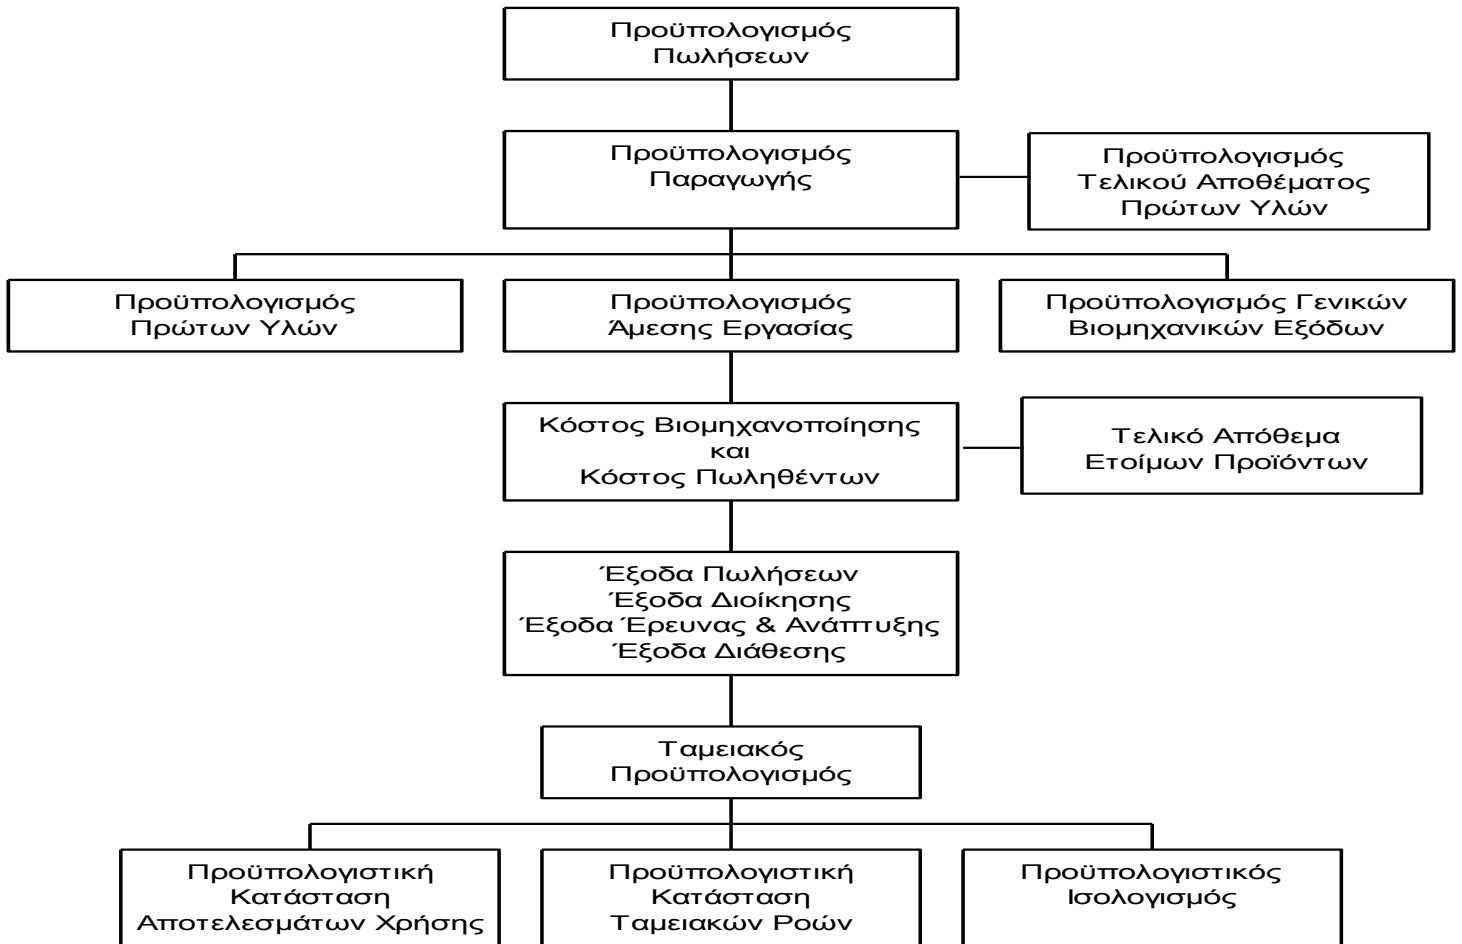 Προϋπολογισμός
Πωλήσεων
Προϋπολογισμός
Παραγωγής
Προϋπολογισμός
Τελικού Αποθέματος
Πρώτων Υλών
Προϋπολογισμός
Πρώτων Υλών
Προϋπολογισμός
Άμεσης Εργασίας
Προϋπολογισμός Γενικών
Βιομηχανικών Εξόδων
Κόστος Βιομηχανοποίησης
και
Κόστος Πωληθέντων
Τελικό Απόθεμα
Ετοίμων Προϊόντων
Έξοδα Πωλήσεων
Έξοδα Διοίκησης
Έξοδα Έρευνας & Ανάπτυξης
Έξοδα Διάθεσης
Ταμειακός
Προϋπολογισμός
Προϋπολογιστική
Κατάσταση
Αποτελεσμάτων Χρήσης
Προϋπολογιστική
Κατάσταση
Ταμειακών Ροών
Προϋπολογιστικός
Ισολογισμός